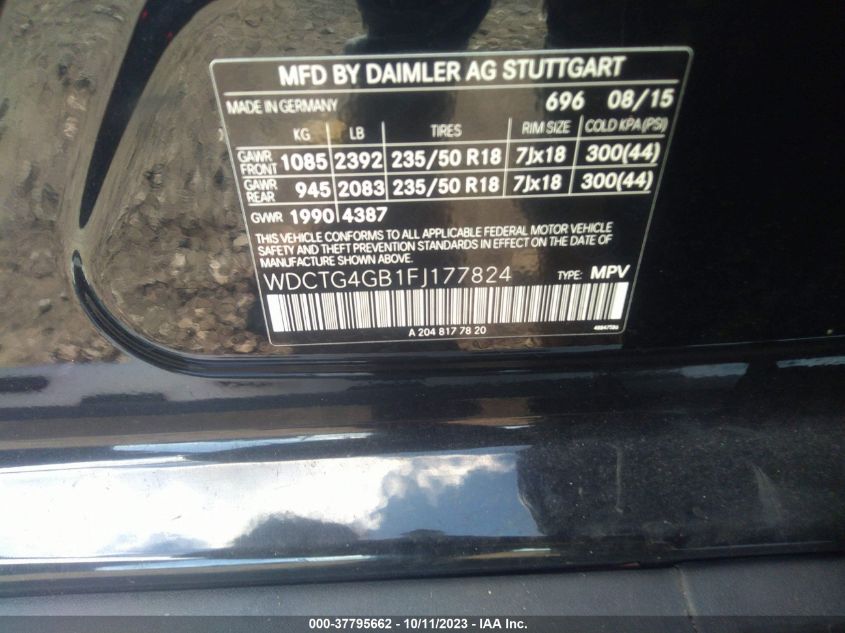 MFD BY DAIMLER AG STUTTGART
MADE IN GERMANY 696 08/15
KG LB TIRES RIM SIZE COLD KPA(PSI)
GAWR FRONT 1085 2392 235/50 R18 7Jx18 300(44)
GAWR REAR 945 2083 235/50 R18 7Jx18 300(44)
GVWR 1990 4387
THIS VEHICLE CONFORMS TO ALL APPLICABLE FEDERAL MOTOR VEHICLE
SAFETY AND THEFT PREVENTION STANDARDS IN EFFECT ON THE DATE OF
MANUFACTURE SHOWN ABOVE.
WDCTG4GB1FJ177824 TYPE: MPV
A 204 817 78 20
000-37795662 - 10/11/2023 - IAA Inc.